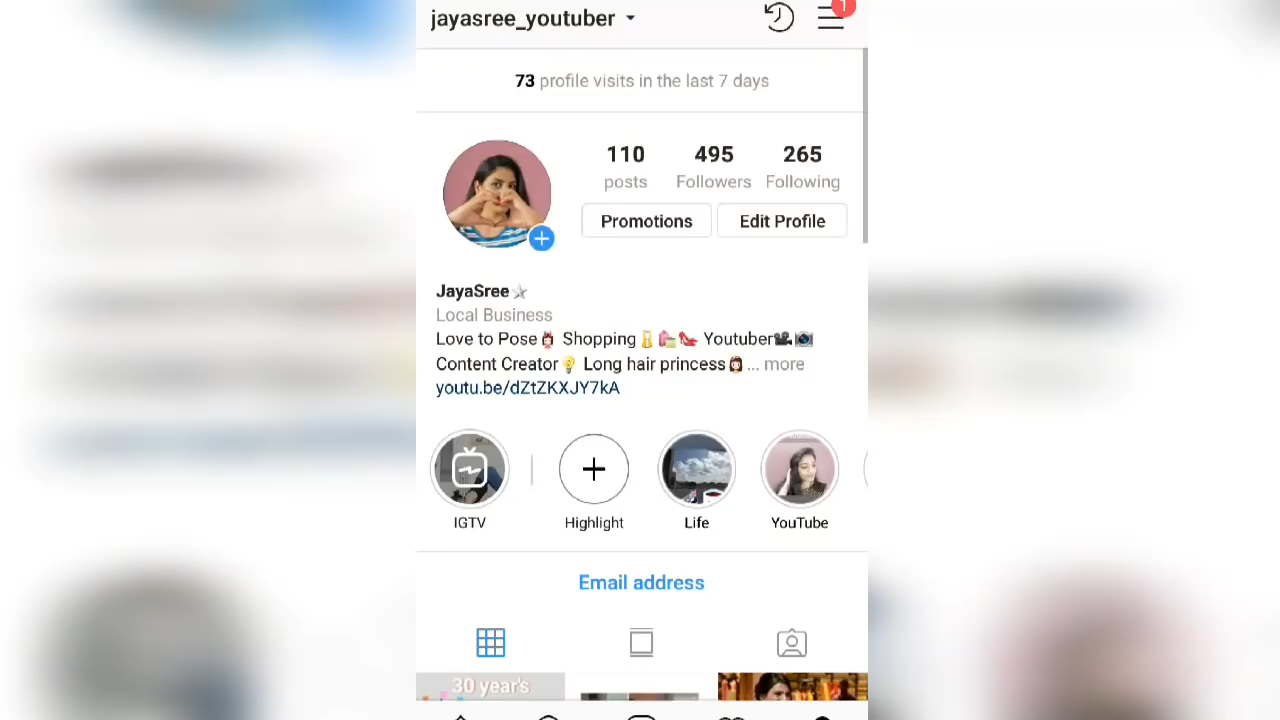 jayasree_youtuber
1
73 profile visits in the last 7 days
110 495 265
posts Followers Following
Promotions Edit Profile
JayaSree
Local Business
Love to Pose Shopping Youtuber
Content Creator Long hair princess ... more
youtu.be/dZtZKXJY7kA
IGTV Highlight Life YouTube
Email address
30 year's